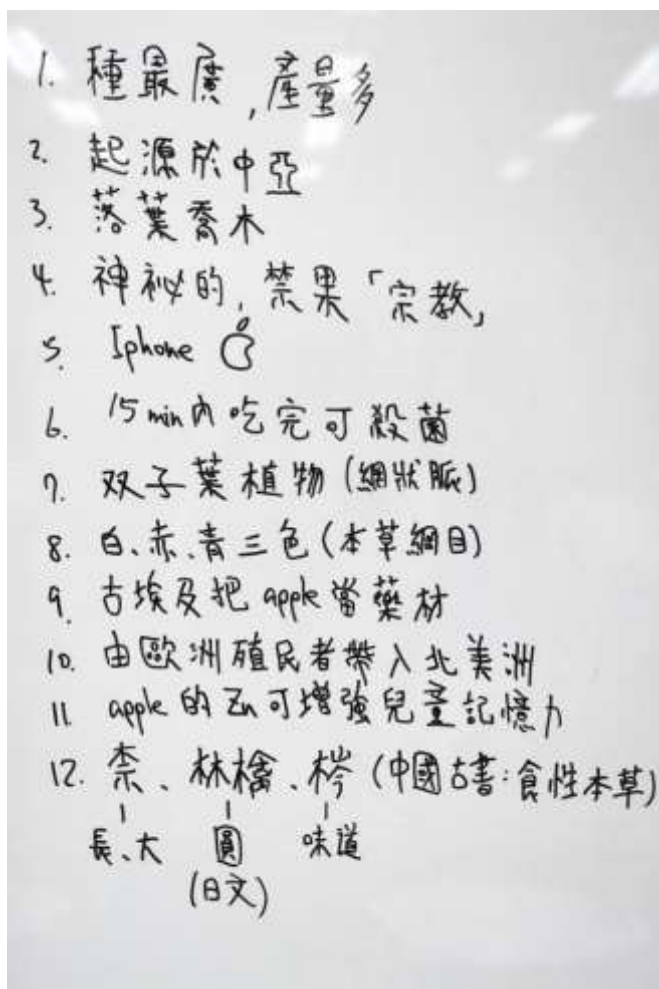 1. 種最廣,產量多
2. 起源於中亞
3. 落葉喬木
4. 神祕的,禁果「宗教」
5. Iphone
6. 15 min內吃完可殺菌
7. 双子葉植物(網狀脈)
8. 白、赤、青三色(本草綱目)
9. 古埃及把 apple當藥材
10. 由歐洲殖民者帶入北美洲
11 apple的 Zn可增強兒童記憶力
12. 柰、林檎、梣(中國古書:食性本草)
長、大 圓 味道
(日文)